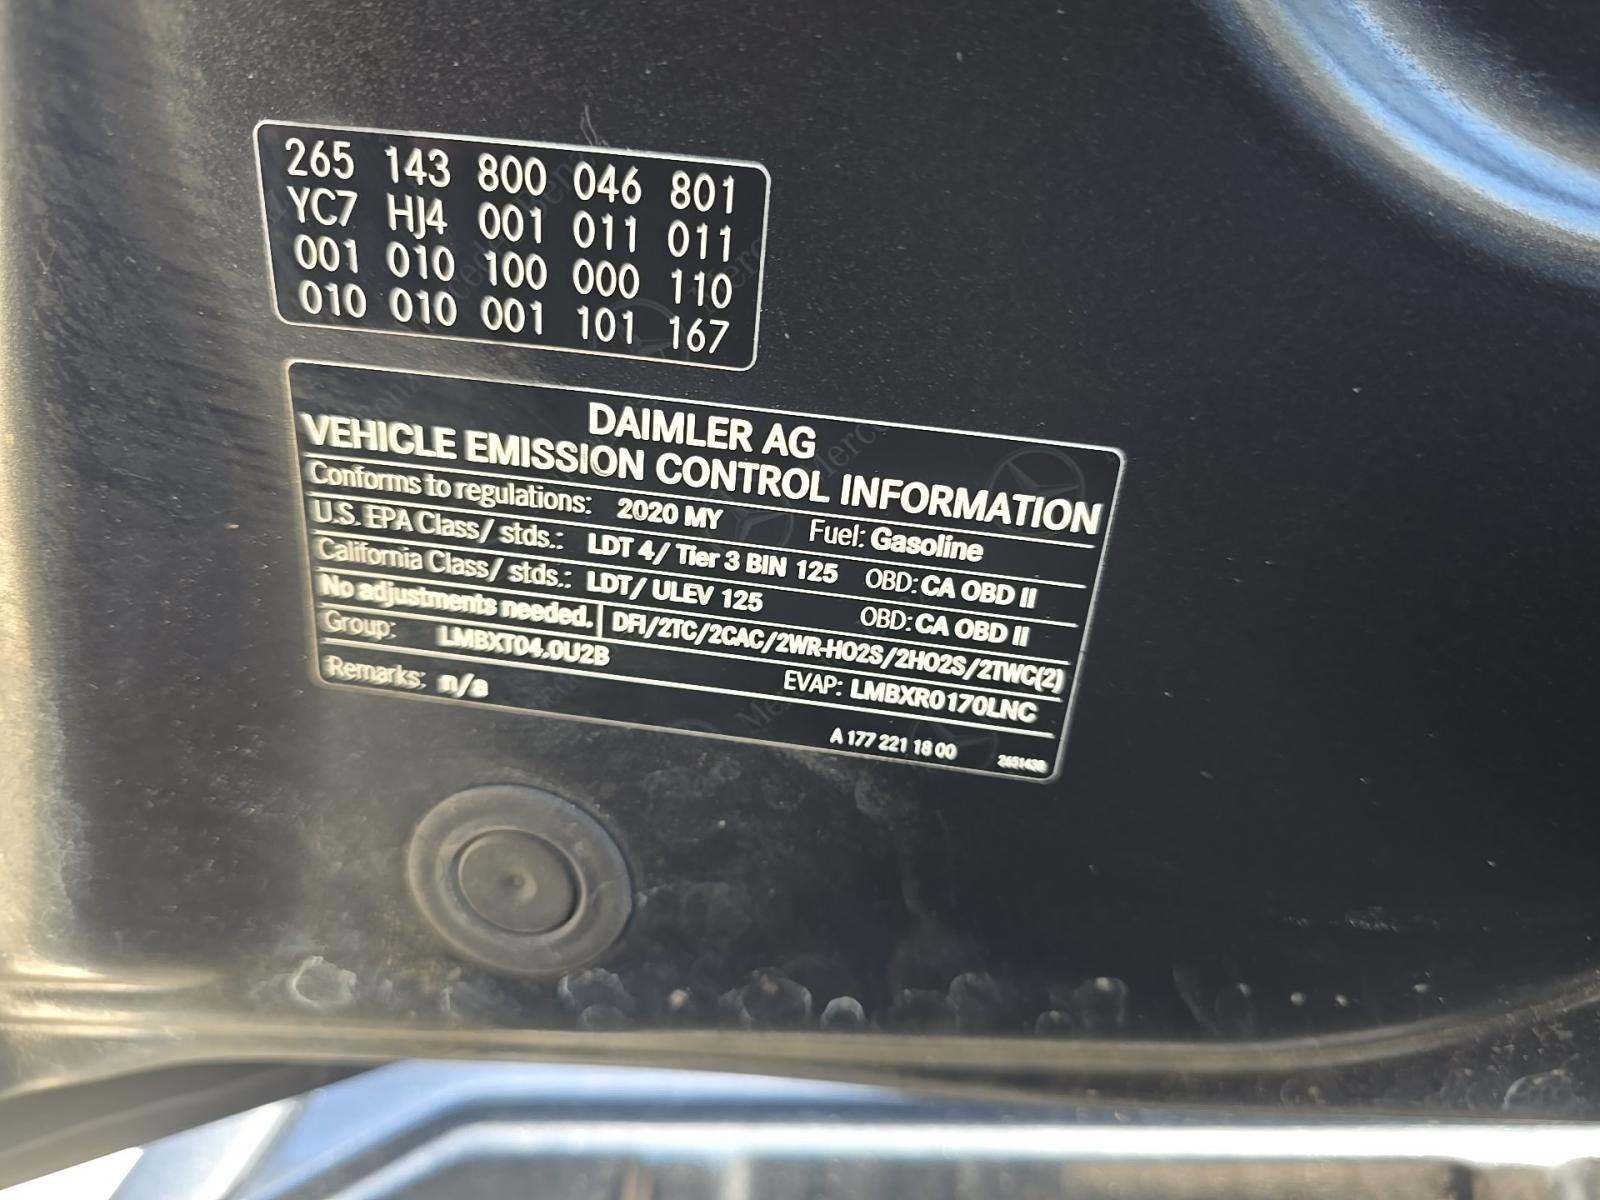 265 143 800 046 801
YC7 HJ4 001 011 011
001 010 100 000 110
010 010 001 101 167
DAIMLER AG
VEHICLE EMISSION CONTROL INFORMATION
Conforms to regulations: 2020 MY Fuel: Gasoline
U.S. EPA Class/ stds.: LDT 4/ Tier 3 BIN 125 OBD: CA OBD II
California Class/ stds.: LDT/ ULEV 125 OBD: CA OBD II
No adjustments needed. DFI/2TC/2CAC/2WR-HO2S/2HO2S/2TWC(2)
Group: LMBXT04.0U2B EVAP: LMBXR0170LNC
Remarks: n/a
A 177 221 18 00